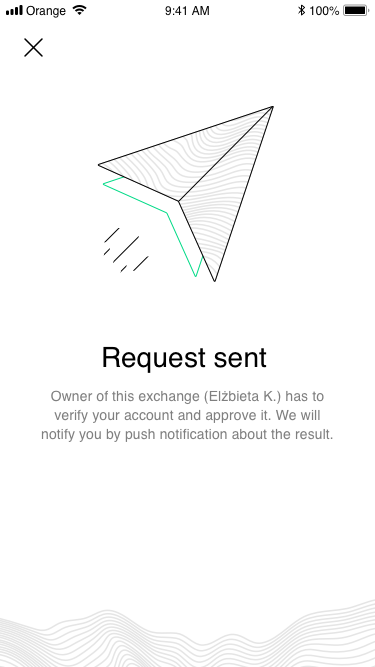 Orange 9:41 AM 100%
Request sent
Owner of this exchange (Elżbieta K.) has to
verify your account and approve it. We will
notify you by push notification about the result.